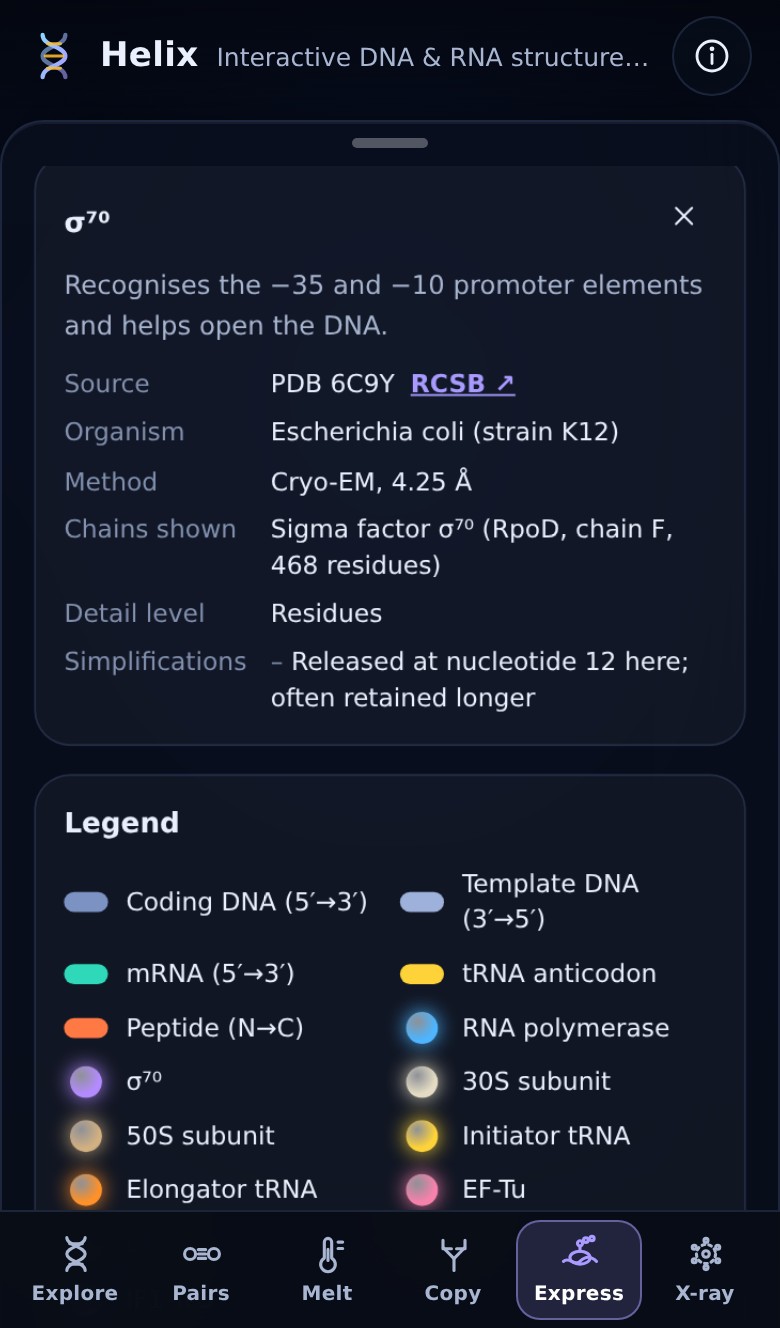 Helix Interactive DNA & RNA structure…
σ⁷⁰
Recognises the −35 and −10 promoter elements
and helps open the DNA.
Source PDB 6C9Y RCSB ↗
Organism Escherichia coli (strain K12)
Method Cryo-EM, 4.25 Å
Chains shown Sigma factor σ⁷⁰ (RpoD, chain F,
468 residues)
Detail level Residues
Simplifications – Released at nucleotide 12 here;
often retained longer
Legend
Coding DNA (5′→3′) Template DNA
(3′→5′)
mRNA (5′→3′) tRNA anticodon
Peptide (N→C) RNA polymerase
σ⁷⁰ 30S subunit
50S subunit Initiator tRNA
Elongator tRNA EF-Tu
Explore Pairs Melt Copy Express X-ray